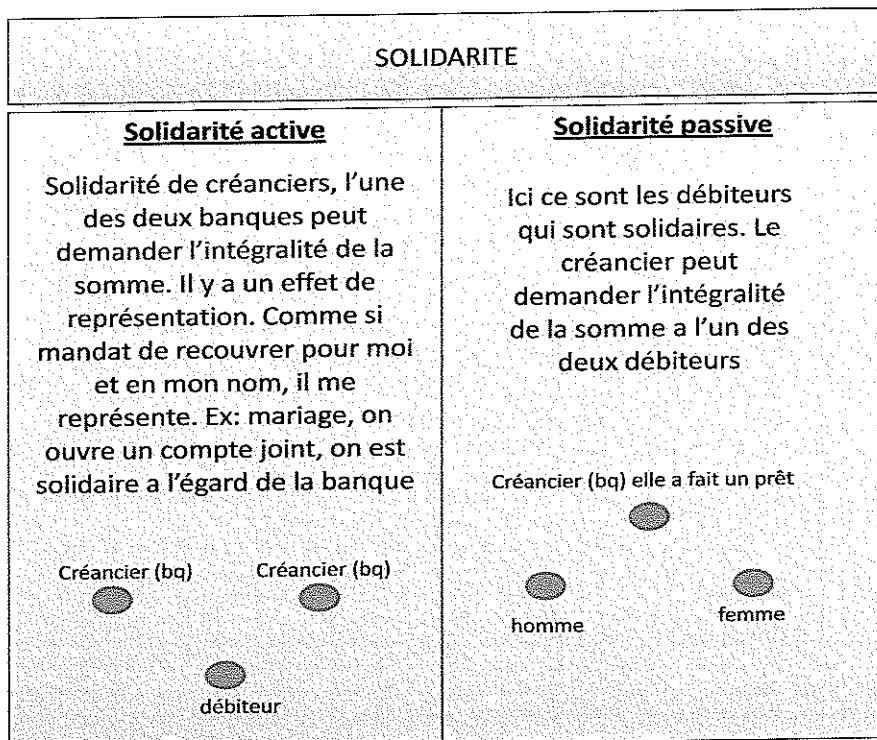 SOLIDARITE
Solidarité active
Solidarité de créanciers, l'une
des deux banques peut
demander l'intégralité de la
somme. Il y a un effet de
représentation. Comme si
mandat de recouvrer pour moi
et en mon nom, il me
représente. Ex: mariage, on
ouvre un compte joint, on est
solidaire a l'égard de la banque
Créancier (bq) Créancier (bq)
débiteur
Solidarité passive
Ici ce sont les débiteurs
qui sont solidaires. Le
créancier peut
demander l'intégralité
de la somme a l'un des
deux débiteurs
Créancier (bq) elle a fait un prêt
homme
femme